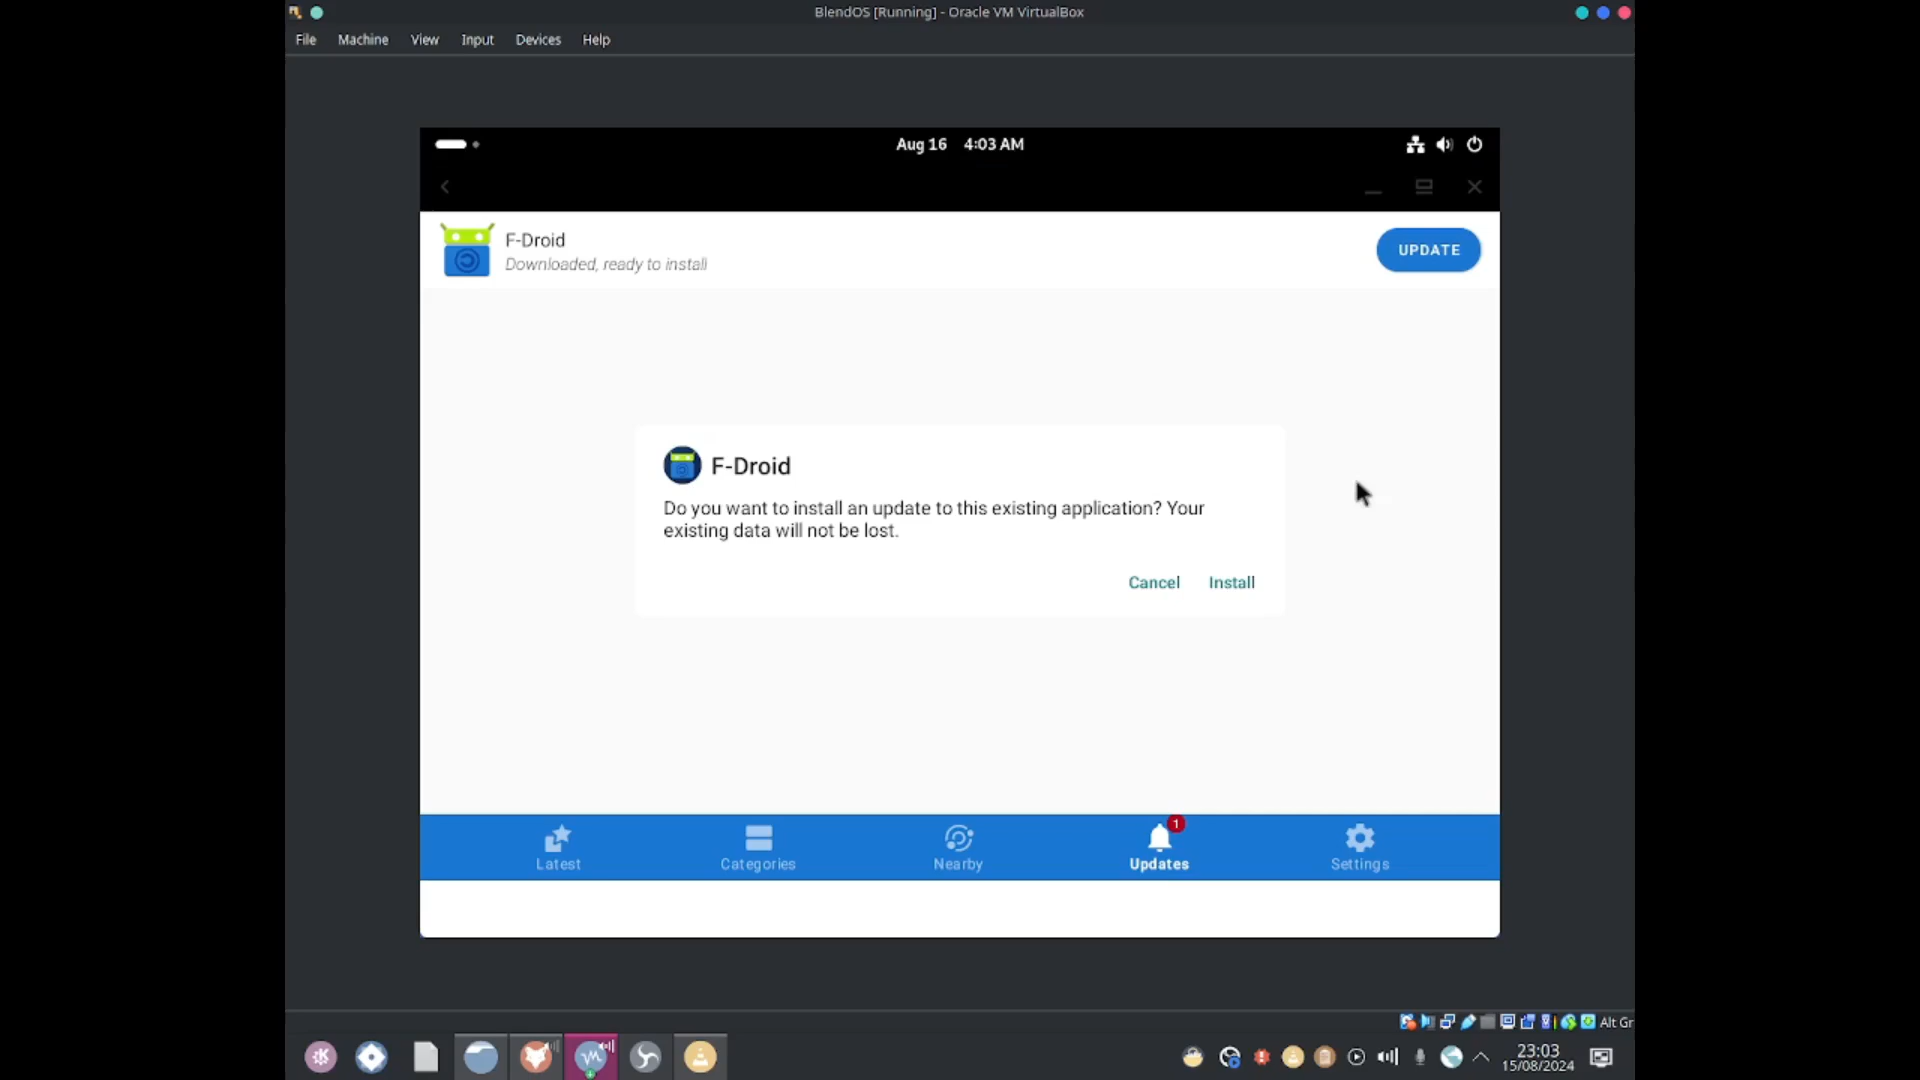 BlendOS [Running] - Oracle VM VirtualBox
File Machine View Input Devices Help
Aug 16 4:03 AM
F-Droid
Downloaded, ready to install
UPDATE
F-Droid
Do you want to install an update to this existing application? Your
existing data will not be lost.
Cancel Install
1
Latest Categories Nearby Updates Settings
Alt Gr
23:03
15/08/2024